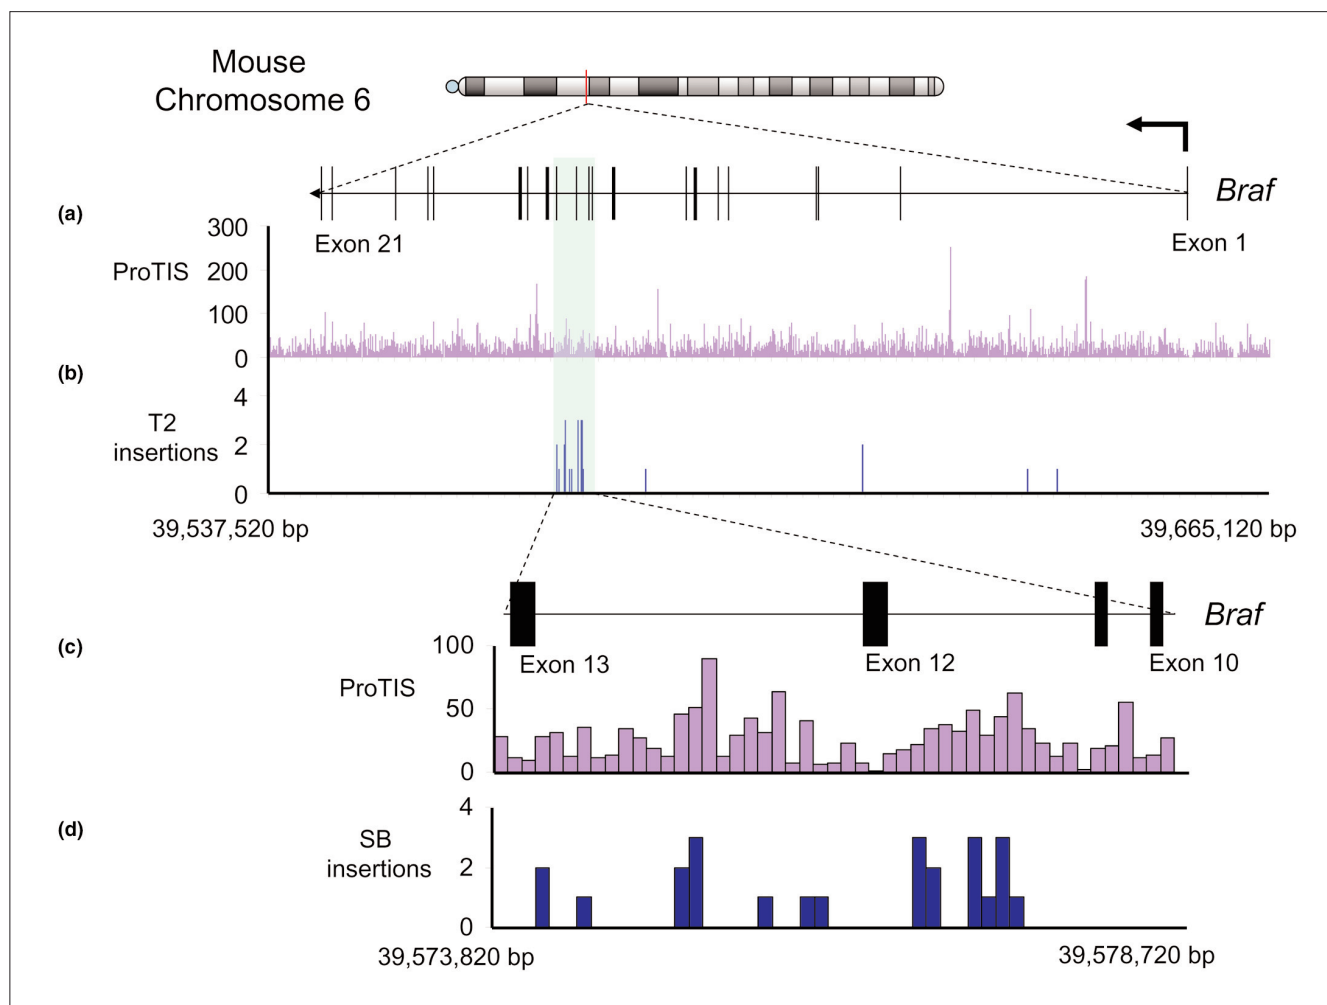 Mouse
Chromosome 6
Braf
(a)
Exon 21
Exon 1
300
ProTIS
200
100
0
(b)
4
T2
insertions
2
0
39,537,520 bp
39,665,120 bp
Braf
(c)
100
Exon 13
Exon 12
Exon 10
ProTIS
50
0
(d)
4
SB
insertions
2
0
39,573,820 bp
39,578,720 bp